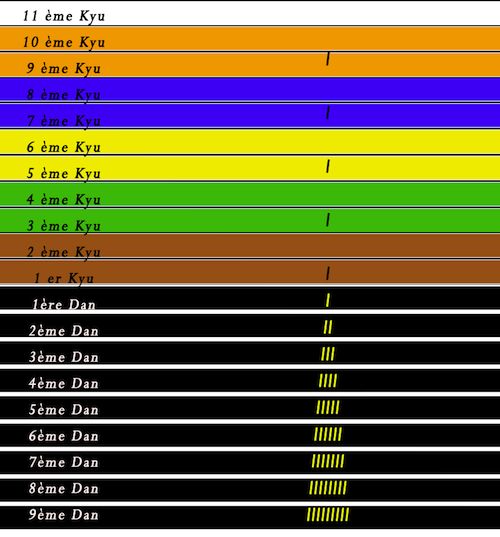 11 ème Kyu
10 ème Kyu
9 ème Kyu
8 ème Kyu
7 ème Kyu
6 ème Kyu
5 ème Kyu
4 ème Kyu
3 ème Kyu
2 ème Kyu
1 er Kyu
1ère Dan
2ème Dan
3ème Dan
4ème Dan
5ème Dan
6ème Dan
7ème Dan
8ème Dan
9ème Dan